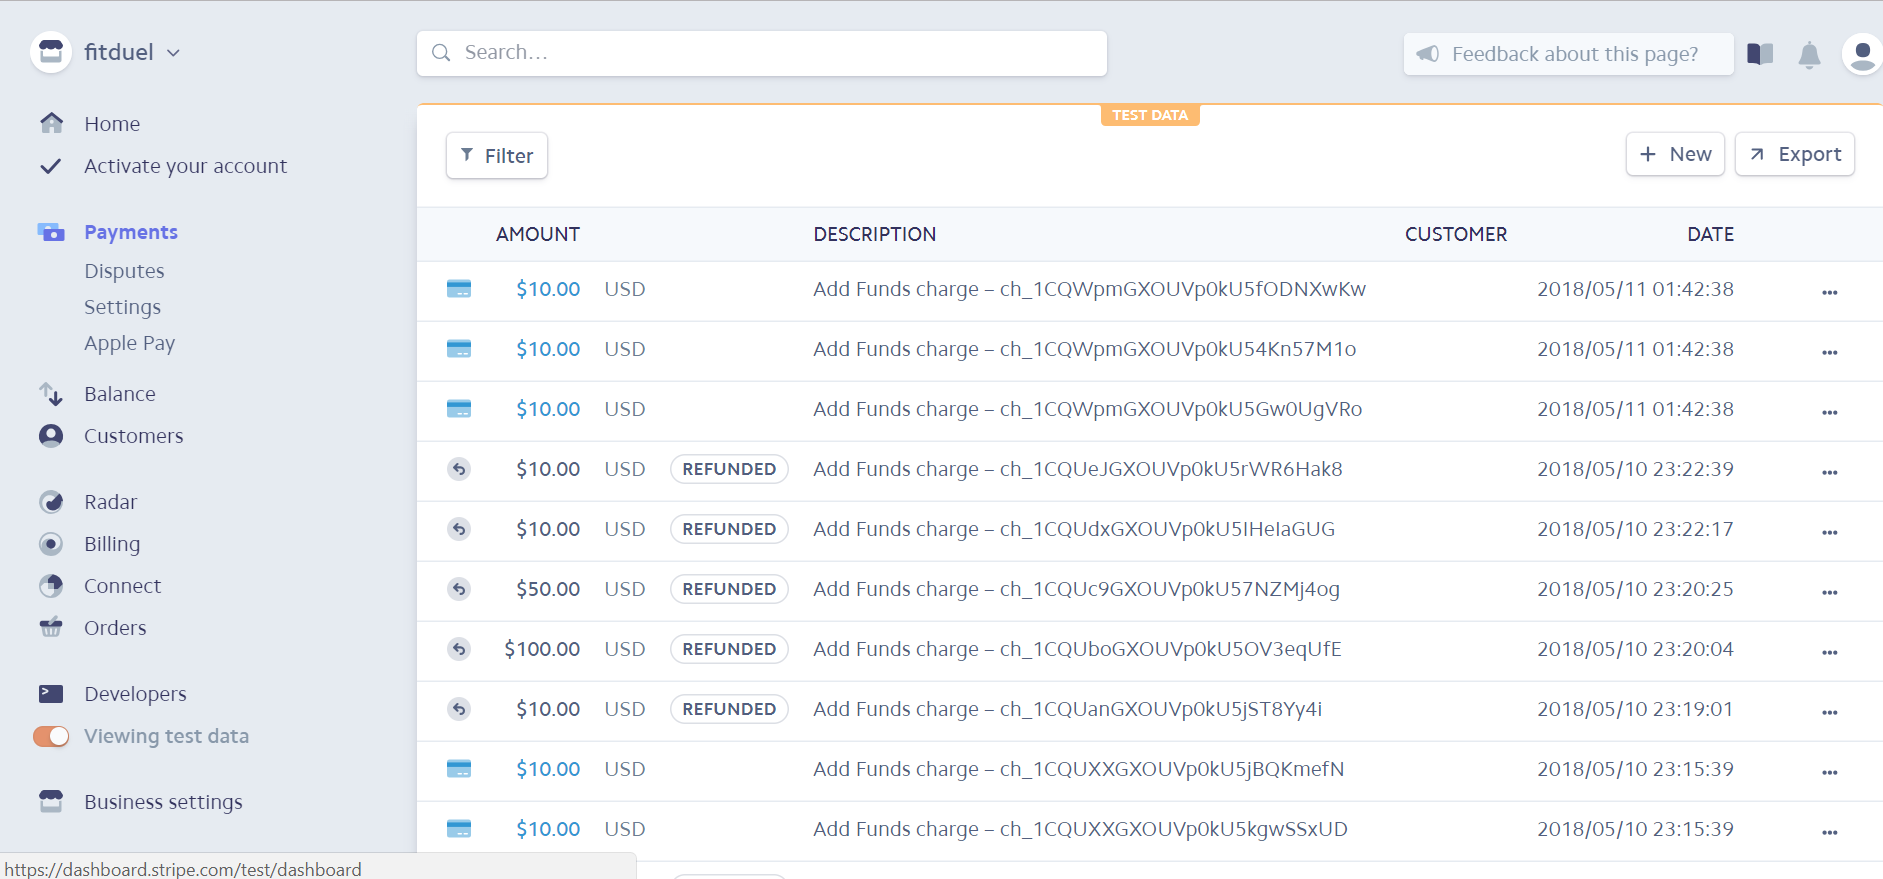 fitduel
Search...
Feedback about this page?
Home
Activate your account
Payments
Disputes
Settings
Apple Pay
Balance
Customers
Radar
Billing
Connect
Orders
Developers
Viewing test data
Business settings
https://dashboard.stripe.com/test/dashboard
TEST DATA
Filter
New
Export
AMOUNT DESCRIPTION CUSTOMER DATE
$10.00 USD Add Funds charge – ch_1CQWpmGXOUVp0kU5fODNXwKw 2018/05/11 01:42:38
$10.00 USD Add Funds charge – ch_1CQWpmGXOUVp0kU54Kn57M1o 2018/05/11 01:42:38
$10.00 USD Add Funds charge – ch_1CQWpmGXOUVp0kU5Gw0UgVRo 2018/05/11 01:42:38
$10.00 USD REFUNDED Add Funds charge – ch_1CQUeJGXOUVp0kU5rWR6Hak8 2018/05/10 23:22:39
$10.00 USD REFUNDED Add Funds charge – ch_1CQUdxGXOUVp0kU5IHeIaGUG 2018/05/10 23:22:17
$50.00 USD REFUNDED Add Funds charge – ch_1CQUc9GXOUVp0kU57NZMj4og 2018/05/10 23:20:25
$100.00 USD REFUNDED Add Funds charge – ch_1CQUboGXOUVp0kU5OV3eqUfE 2018/05/10 23:20:04
$10.00 USD REFUNDED Add Funds charge – ch_1CQUanGXOUVp0kU5jST8Yy4i 2018/05/10 23:19:01
$10.00 USD Add Funds charge – ch_1CQUXXGXOUVp0kU5jBQKmefN 2018/05/10 23:15:39
$10.00 USD Add Funds charge – ch_1CQUXXGXOUVp0kU5kgwSSxUD 2018/05/10 23:15:39